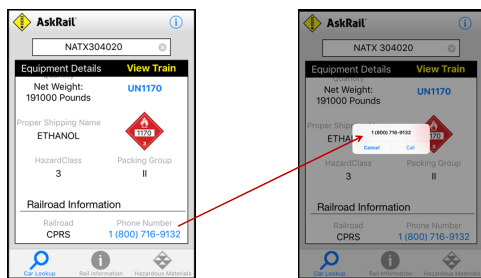 AskRail
NATX304020
Equipment Details View Train
Quantity
Net Weight:
191000 Pounds
UN1170
Proper Shipping Name
ETHANOL
1170
3
HazardClass Packing Group
3 II
Railroad Information
Railroad Phone Number
CPRS 1 (800) 716-9132
Car Lookup Rail Information Hazardous Materials
AskRail
NATX 304020
Equipment Details View Train
Quantity
Net Weight:
191000 Pounds
UN1170
Proper Shipping Name
1 (800) 716-9132
Cancel Call
3
HazardClass Packing Group
3 II
Railroad Information
Railroad Phone Number
CPRS 1 (800) 716-9132
Car Lookup Rail Information Hazardous Materials